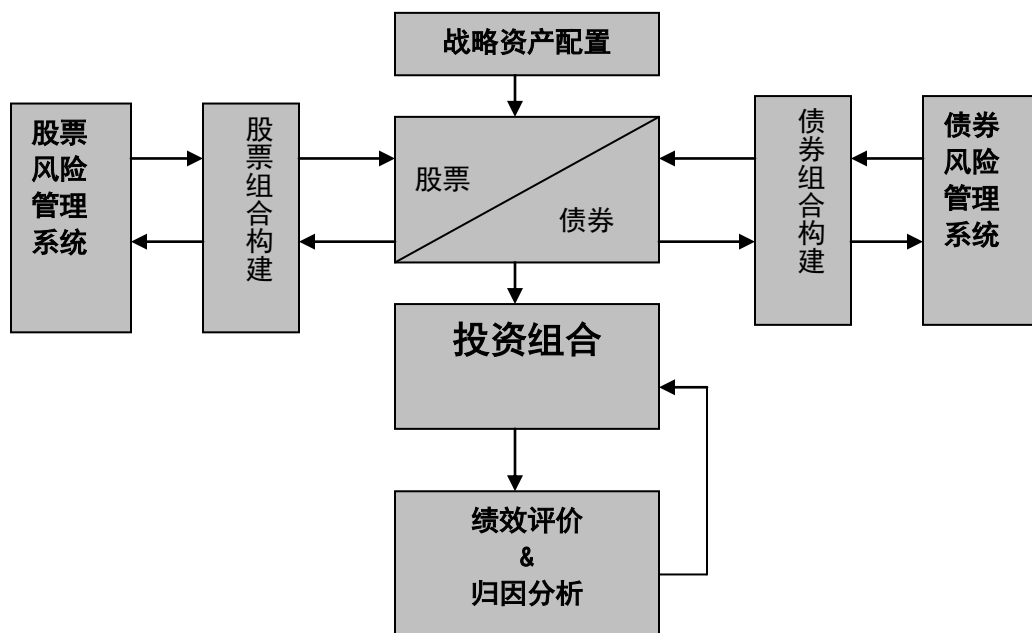 战略资产配置
股票
风险
管理
系统
股票组合构建
股票
债券
债券组合构建
债券
风险
管理
系统
投资组合
绩效评价
&
归因分析